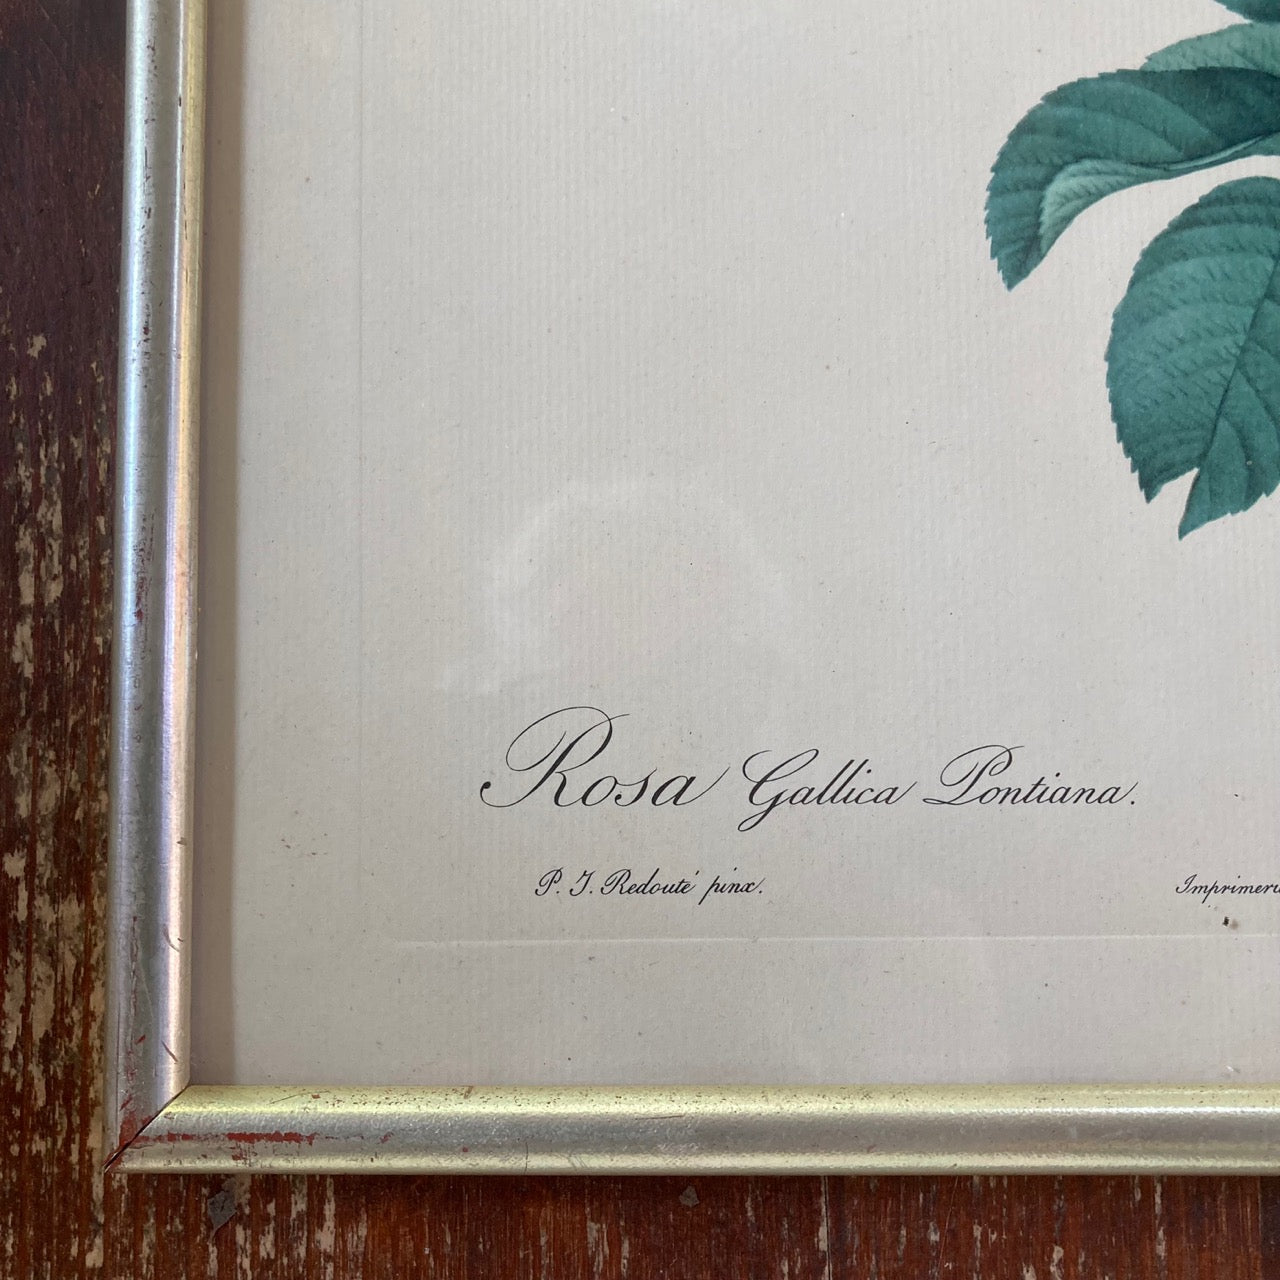 Rosa Gallica Pontiana.
P. J. Redouté pinx.